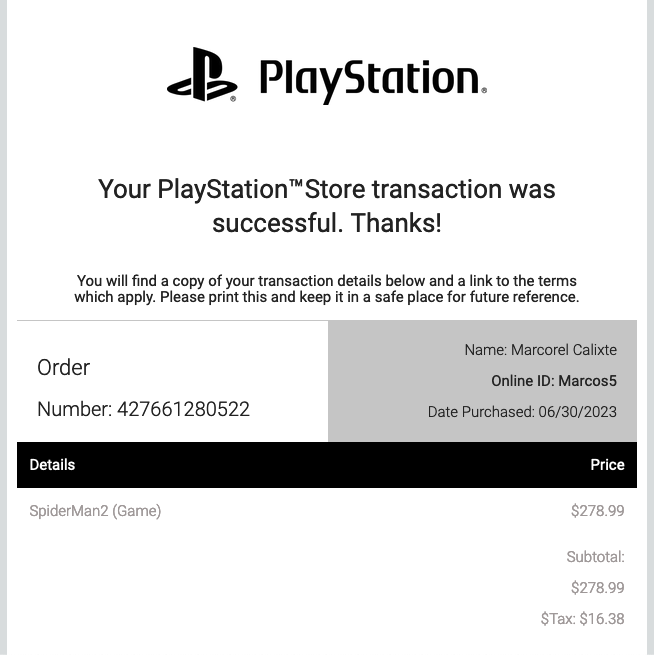 PlayStation®
Your PlayStation™Store transaction was
successful. Thanks!
You will find a copy of your transaction details below and a link to the terms
which apply. Please print this and keep it in a safe place for future reference.
Order
Number: 427661280522
Name: Marcorel Calixte
Online ID: Marcos5
Date Purchased: 06/30/2023
Details Price
SpiderMan2 (Game) $278.99
Subtotal:
$278.99
$Tax: $16.38